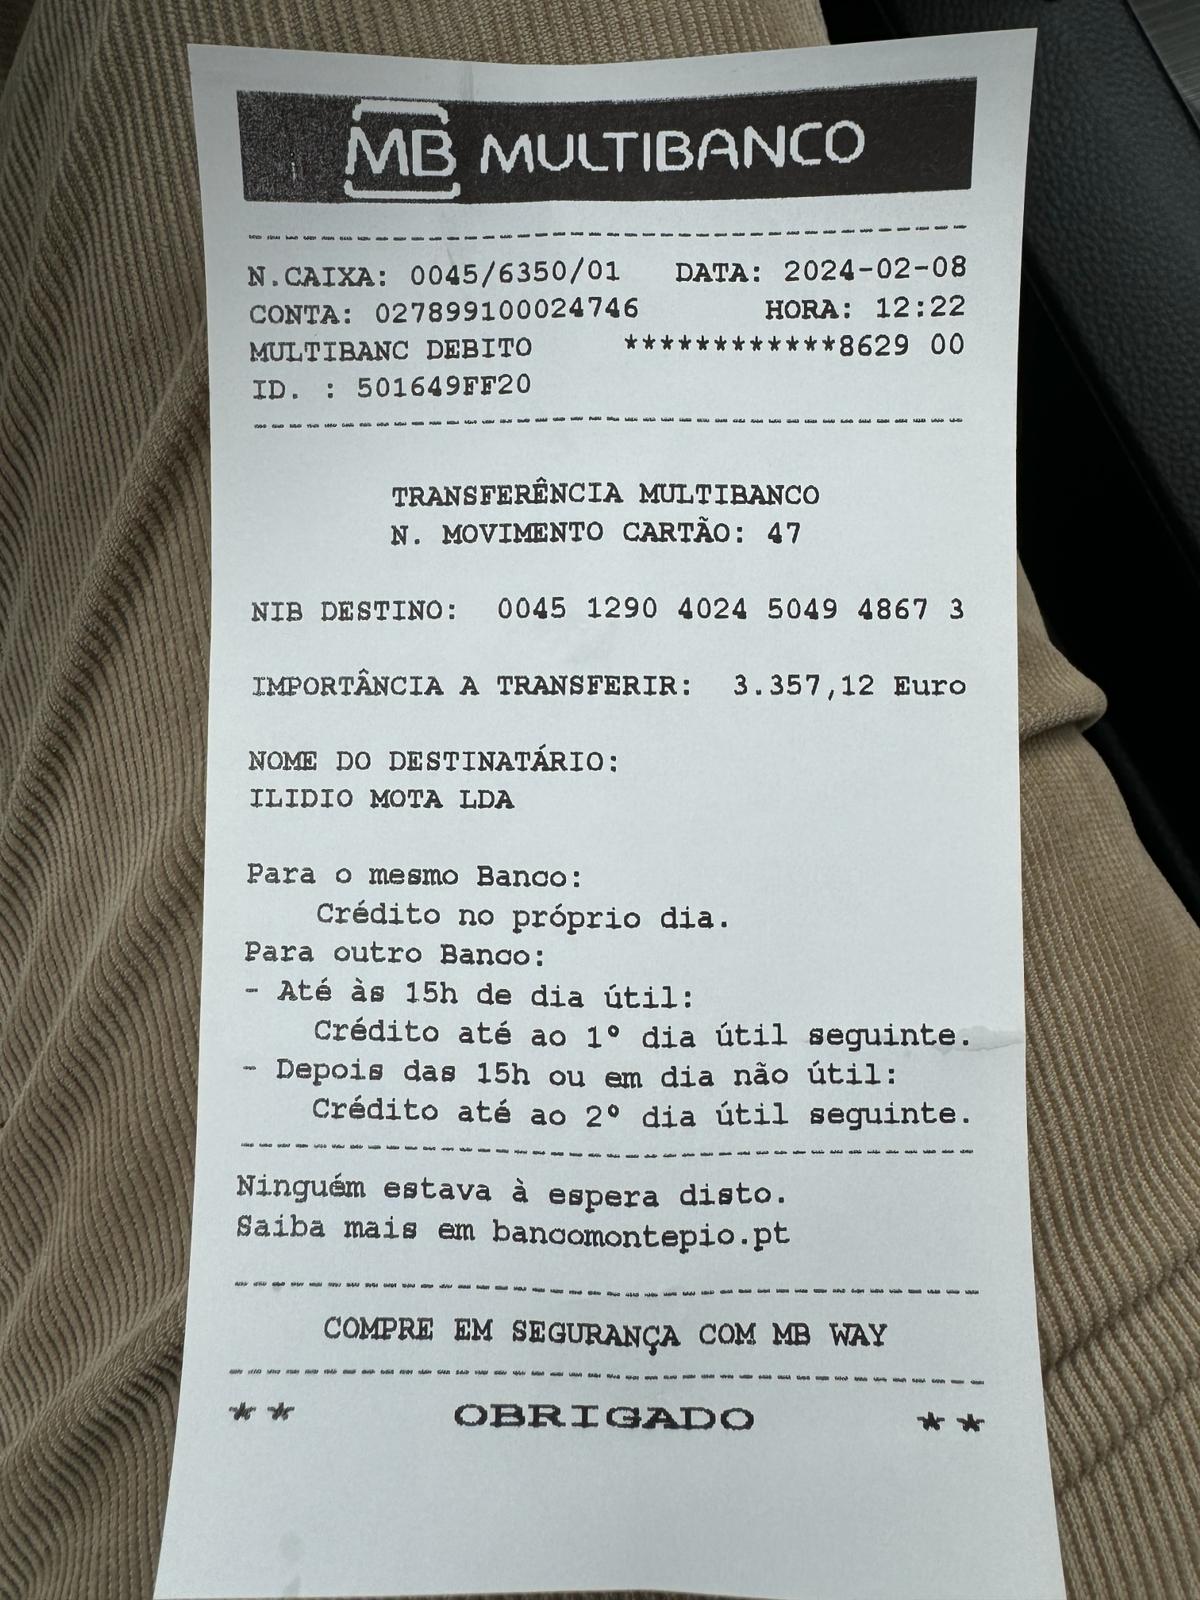 MB MULTIBANCO
N.CAIXA: 0045/6350/01 DATA: 2024-02-08
CONTA: 027899100024746 HORA: 12:22
MULTIBANC DEBITO ************8629 00
ID. : 501649FF20
TRANSFERÊNCIA MULTIBANCO
N. MOVIMENTO CARTÃO: 47
NIB DESTINO: 0045 1290 4024 5049 4867 3
IMPORTÂNCIA A TRANSFERIR: 3.357,12 Euro
NOME DO DESTINATÁRIO:
ILIDIO MOTA LDA
Para o mesmo Banco:
Crédito no próprio dia.
Para outro Banco:
- Até às 15h de dia útil:
Crédito até ao 1º dia útil seguinte.
- Depois das 15h ou em dia não útil:
Crédito até ao 2º dia útil seguinte.
Ninguém estava à espera disto.
Saiba mais em bancomontepio.pt
COMPRE EM SEGURANÇA COM MB WAY
** OBRIGADO **